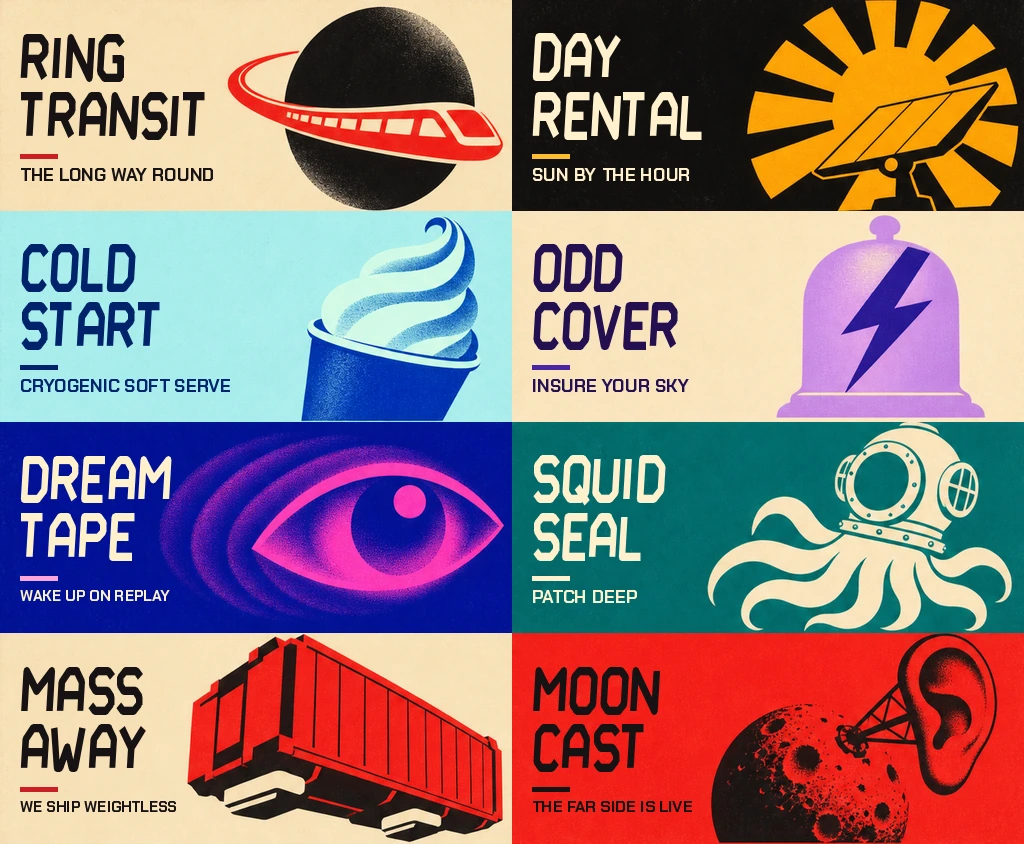 RING
TRANSIT
THE LONG WAY ROUND
DAY
RENTAL
SUN BY THE HOUR
COLD
START
CRYOGENIC SOFT SERVE
ODD
COVER
INSURE YOUR SKY
DREAM
TAPE
WAKE UP ON REPLAY
SQUID
SEAL
PATCH DEEP
MASS
AWAY
WE SHIP WEIGHTLESS
MOON
CAST
THE FAR SIDE IS LIVE